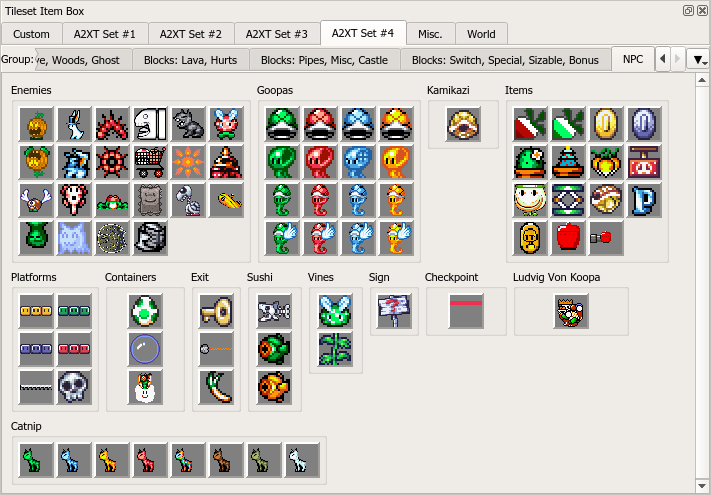 Tileset Item Box
Custom A2XT Set #1 A2XT Set #2 A2XT Set #3 A2XT Set #4 Misc. World
Group: ve, Woods, Ghost Blocks: Lava, Hurts Blocks: Pipes, Misc, Castle Blocks: Switch, Special, Sizable, Bonus NPC
Enemies Goopas Kamikazi Items
Platforms Containers Exit Sushi Vines Sign Checkpoint Ludvig Von Koopa
Catnip